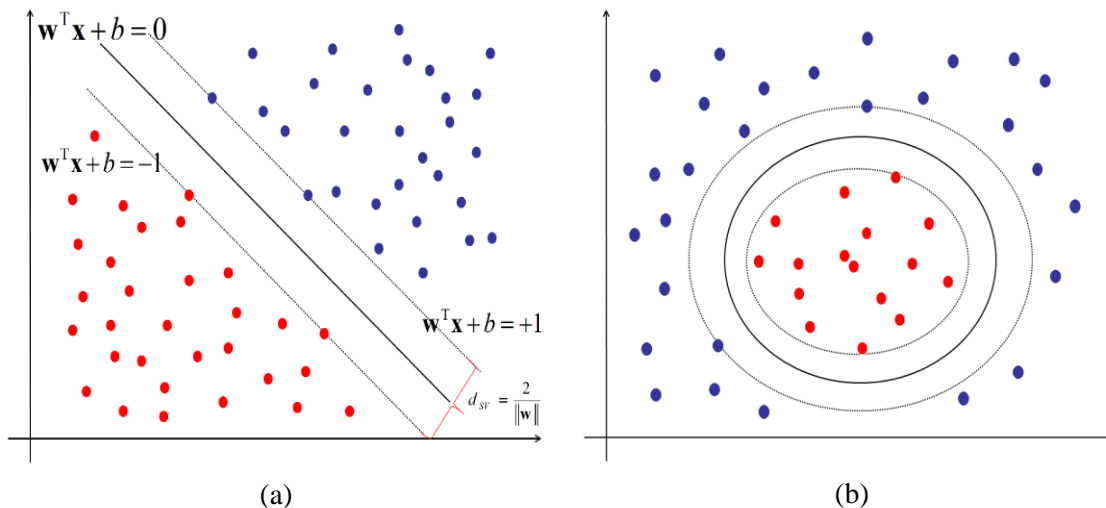 wᵀx + b = 0
wᵀx + b = −1
wᵀx + b = +1
d_SV = 2/‖w‖
(a)
(b)